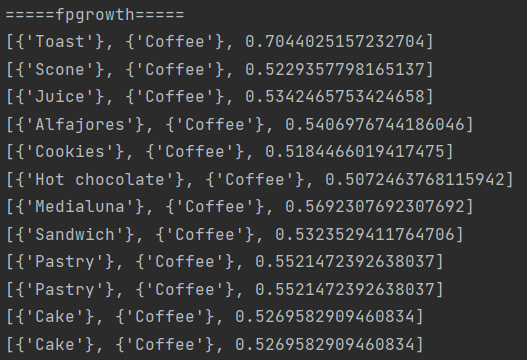 =====fpgrowth=====
[{'Toast'}, {'Coffee'}, 0.7044025157232704]
[{'Scone'}, {'Coffee'}, 0.5229357798165137]
[{'Juice'}, {'Coffee'}, 0.5342465753424658]
[{'Alfajores'}, {'Coffee'}, 0.5406976744186046]
[{'Cookies'}, {'Coffee'}, 0.5184466019417475]
[{'Hot chocolate'}, {'Coffee'}, 0.5072463768115942]
[{'Medialuna'}, {'Coffee'}, 0.5692307692307692]
[{'Sandwich'}, {'Coffee'}, 0.5323529411764706]
[{'Pastry'}, {'Coffee'}, 0.5521472392638037]
[{'Pastry'}, {'Coffee'}, 0.5521472392638037]
[{'Cake'}, {'Coffee'}, 0.5269582909460834]
[{'Cake'}, {'Coffee'}, 0.5269582909460834]